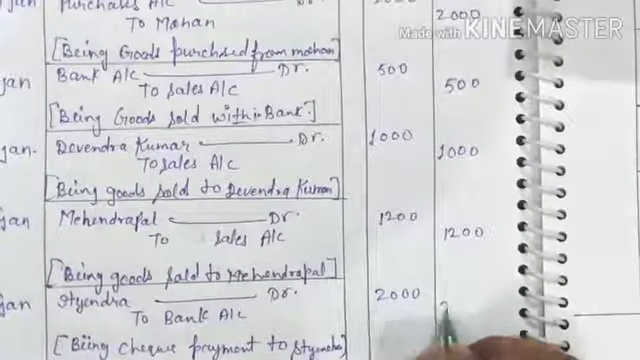 Jan Purchases A/c
To Mohan 2000
[Being Goods purchased from mohan]
Jan Bank A/c Dr. 500
To Sales A/c 500
[Being Goods sold within Bank.]
Jan. Devendra Kumar Dr. 1000
To sales A/c 1000
[Being goods sold to Devendra Kumar]
Jan Mehendrapal Dr. 1200
To sales A/c 1200
[Being goods sold to Mehendrapal]
Jan Styendra Dr. 2000
To Bank A/c
[Being cheque payment to Styendra]
Made with KINEMASTER